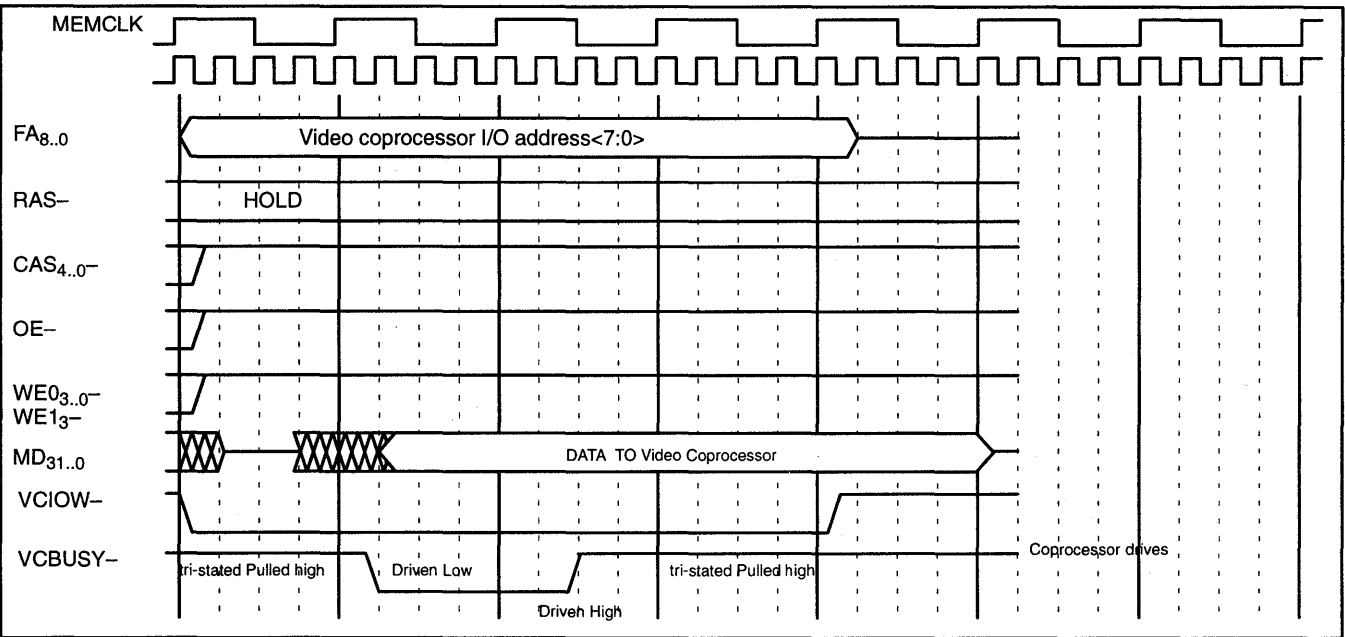 MEMCLK
FA8..0
Video coprocessor I/O address<7:0>
RAS–
HOLD
CAS4..0–
OE–
WE03..0–
WE13–
MD31..0
DATA TO Video Coprocessor
VCIOW–
VCBUSY–
tri-stated Pulled high
Driven Low
Driven High
tri-stated Pulled high
Coprocessor drives